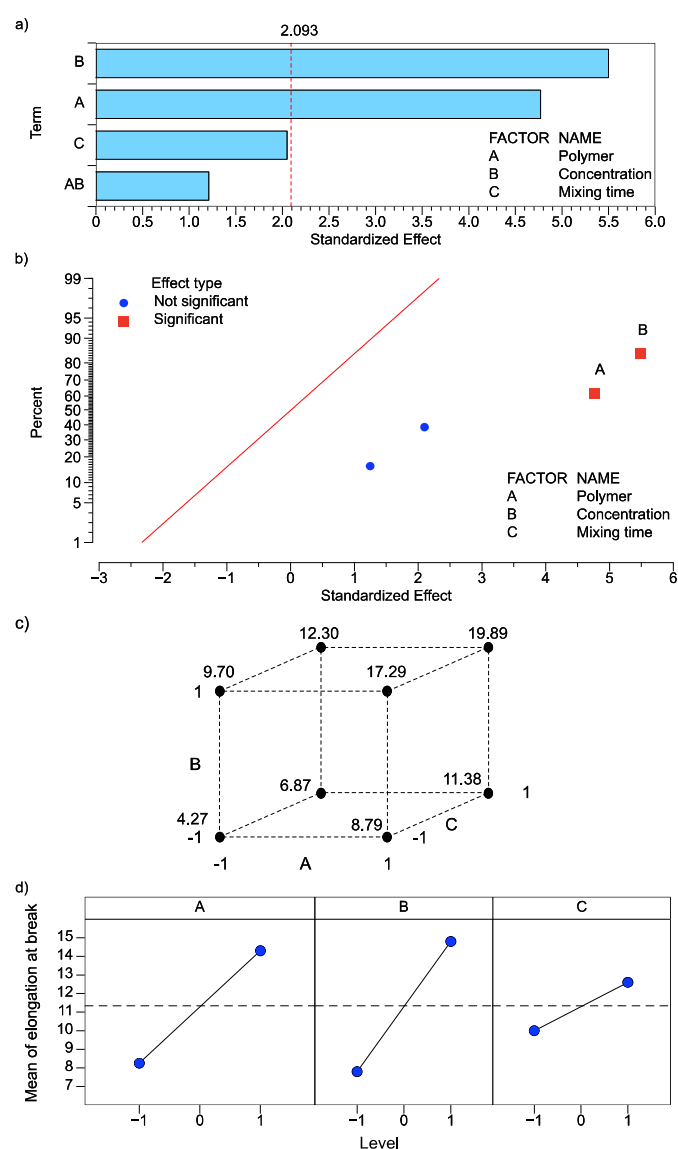 a)
2.093
Term
B
A
C
AB
FACTOR NAME
A Polymer
B Concentration
C Mixing time
0 0.5 1.0 1.5 2.0 2.5 3.0 3.5 4.0 4.5 5.0 5.5 6.0
Standardized Effect
b)
Percent
99
95
90
80
70
60
50
40
30
20
10
5
1
Effect type
Not significant
Significant
B
A
FACTOR NAME
A Polymer
B Concentration
C Mixing time
−3 −2 −1 0 1 2 3 4 5 6
Standardized Effect
c)
12.30 19.89
9.70 17.29
1
B
6.87 11.38
1
4.27 8.79
C
-1 -1
-1 A 1
d)
A B C
Mean of elongation at break
15
14
13
12
11
10
9
8
7
−1 0 1 −1 0 1 −1 0 1
Level